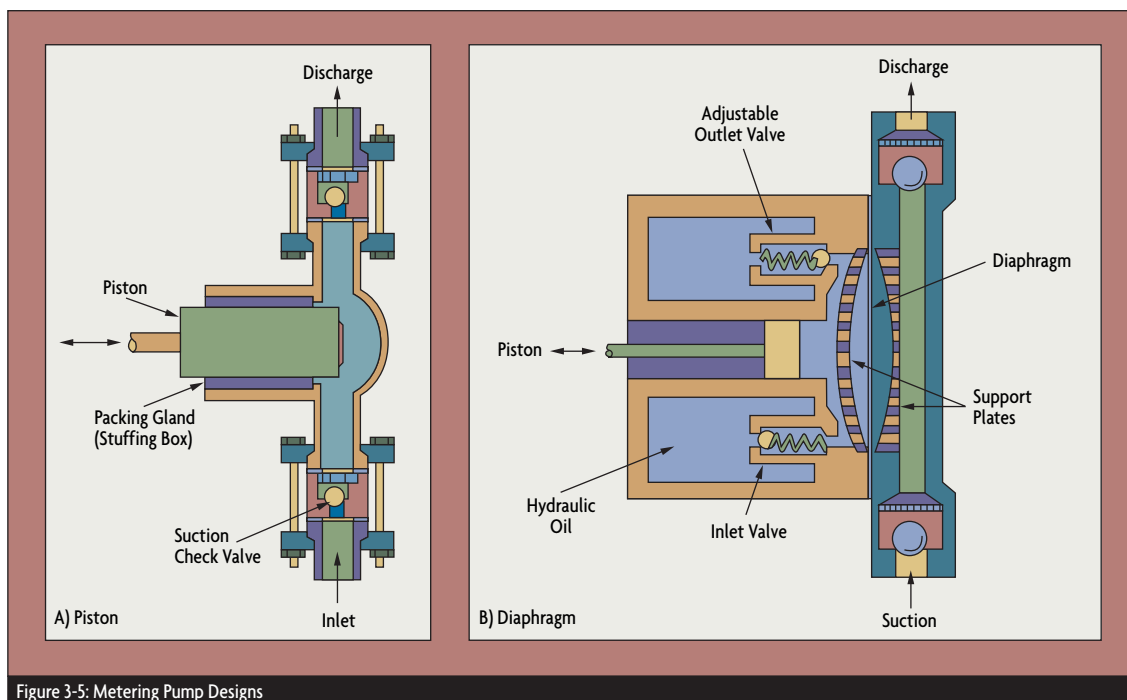 Discharge
Piston
Packing Gland
(Stuffing Box)
Suction
Check Valve
Inlet
A) Piston
Discharge
Adjustable
Outlet Valve
Diaphragm
Piston
Support
Plates
Hydraulic
Oil
Inlet Valve
Suction
B) Diaphragm
Figure 3-5: Metering Pump Designs